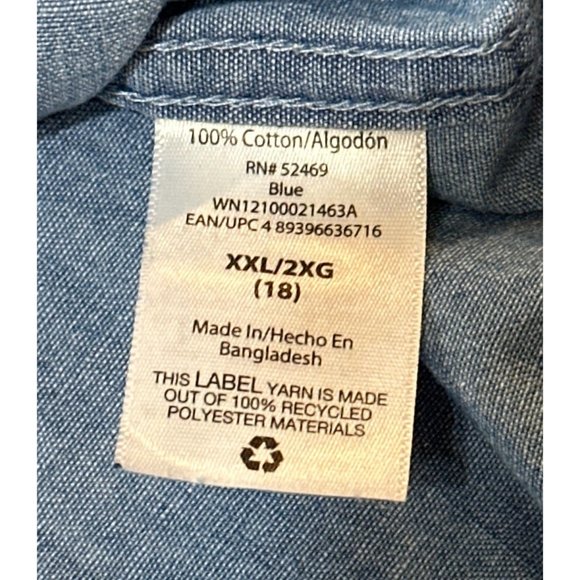 100% Cotton/Algodón
RN# 52469
Blue
WN12100021463A
EAN/UPC 4 89396636716
XXL/2XG
(18)
Made In/Hecho En
Bangladesh
THIS LABEL YARN IS MADE
OUT OF 100% RECYCLED
POLYESTER MATERIALS